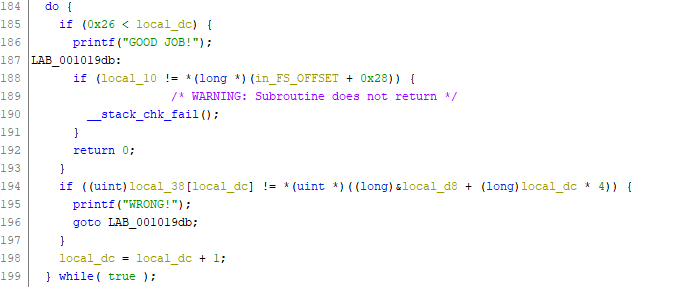 184 do {
185 if (0x26 < local_dc) {
186 printf("GOOD JOB!");
187 LAB_001019db:
188 if (local_10 != *(long *)(in_FS_OFFSET + 0x28)) {
189 /* WARNING: Subroutine does not return */
190 __stack_chk_fail();
191 }
192 return 0;
193 }
194 if ((uint)local_38[local_dc] != *(uint *)((long)&local_d8 + (long)local_dc * 4)) {
195 printf("WRONG!");
196 goto LAB_001019db;
197 }
198 local_dc = local_dc + 1;
199 } while( true );